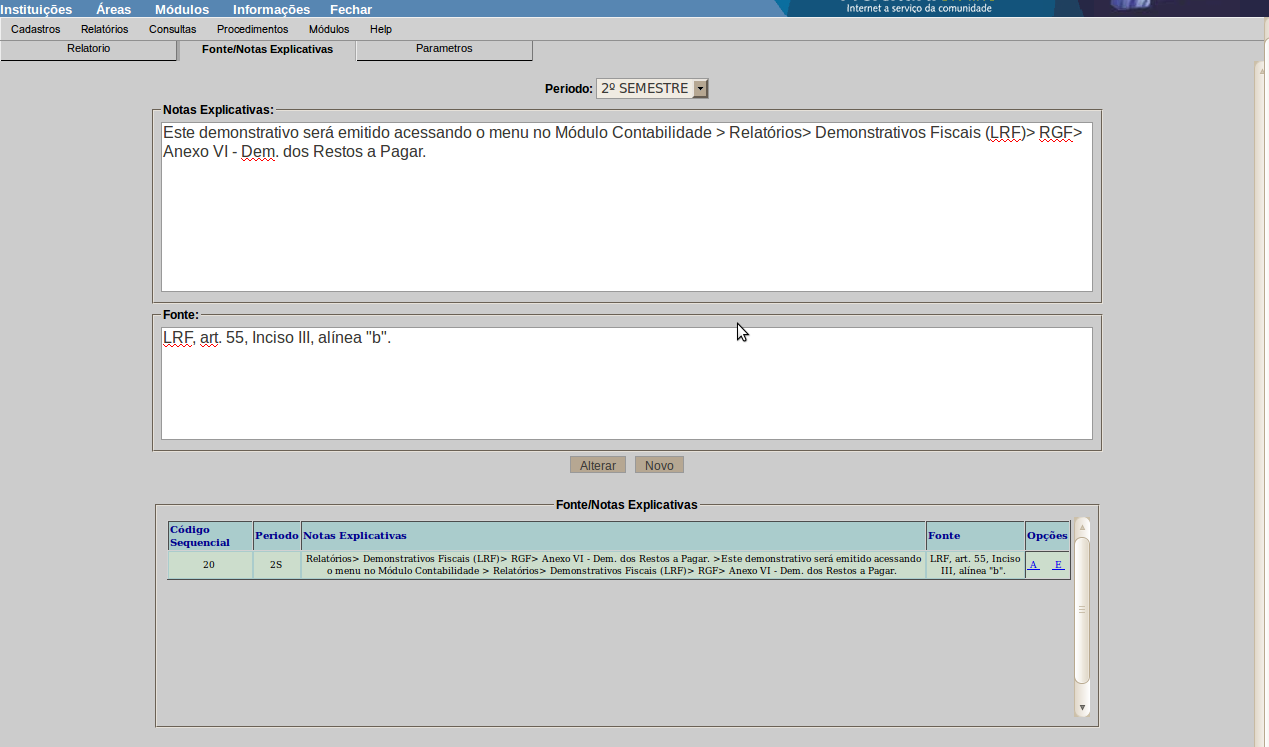 Instituições Áreas Módulos Informações Fechar
Internet a serviço da comunidade
Cadastros Relatórios Consultas Procedimentos Módulos Help
Relatorio Fonte/Notas Explicativas Parametros
Periodo: 2º SEMESTRE
Notas Explicativas:
Este demonstrativo será emitido acessando o menu no Módulo Contabilidade > Relatórios> Demonstrativos Fiscais (LRF)> RGF>
Anexo VI - Dem. dos Restos a Pagar.
Fonte:
LRF, art. 55, Inciso III, alínea "b".
Alterar Novo
Fonte/Notas Explicativas
Código
Sequencial Periodo Notas Explicativas Fonte Opções
Relatórios> Demonstrativos Fiscais (LRF)> RGF> Anexo VI - Dem. dos Restos a Pagar. >Este demonstrativo será emitido acessando LRF, art. 55, Inciso
20 2S o menu no Módulo Contabilidade > Relatórios> Demonstrativos Fiscais (LRF)> RGF> Anexo VI - Dem. dos Restos a Pagar. III, alínea "b". A E